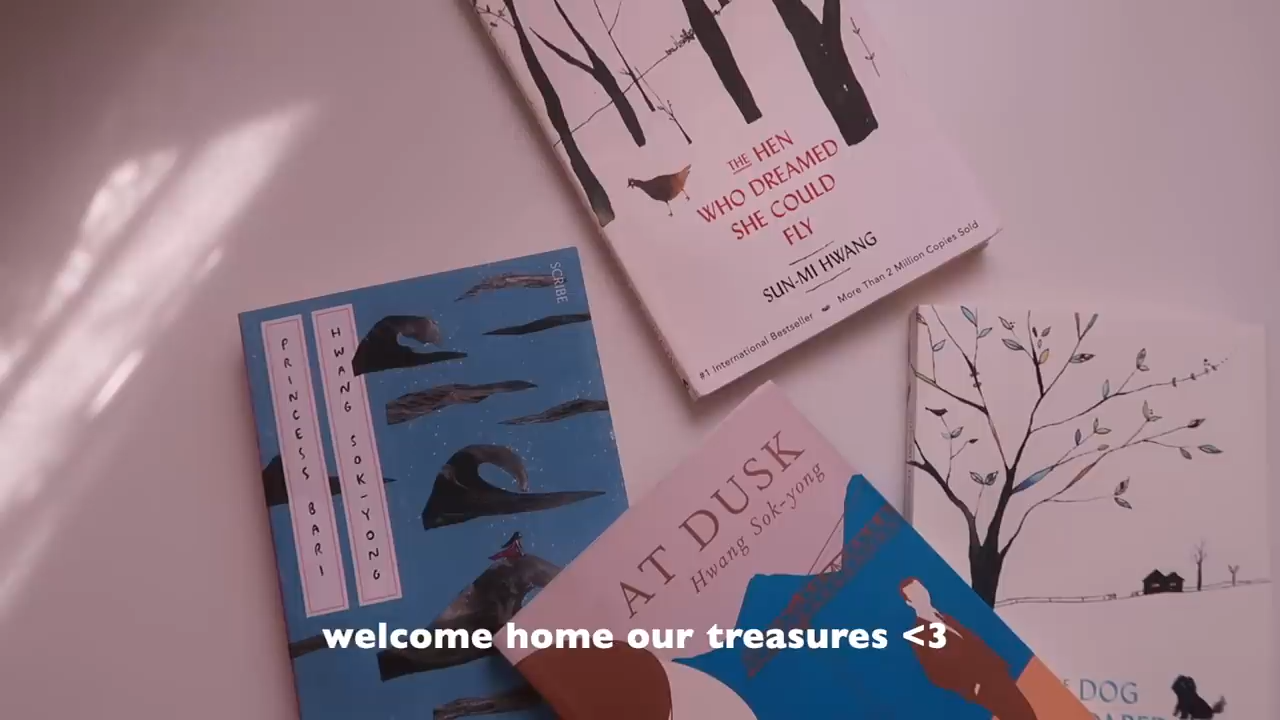 THE HEN
WHO DREAMED
SHE COULD
FLY
SUN-MI HWANG
#1 International Bestseller
More Than 2 Million Copies Sold
SCRIBE
PRINCESS BARI
HWANG SOK-YONG
AT DUSK
Hwang Sok-yong
DOG
welcome home our treasures <3